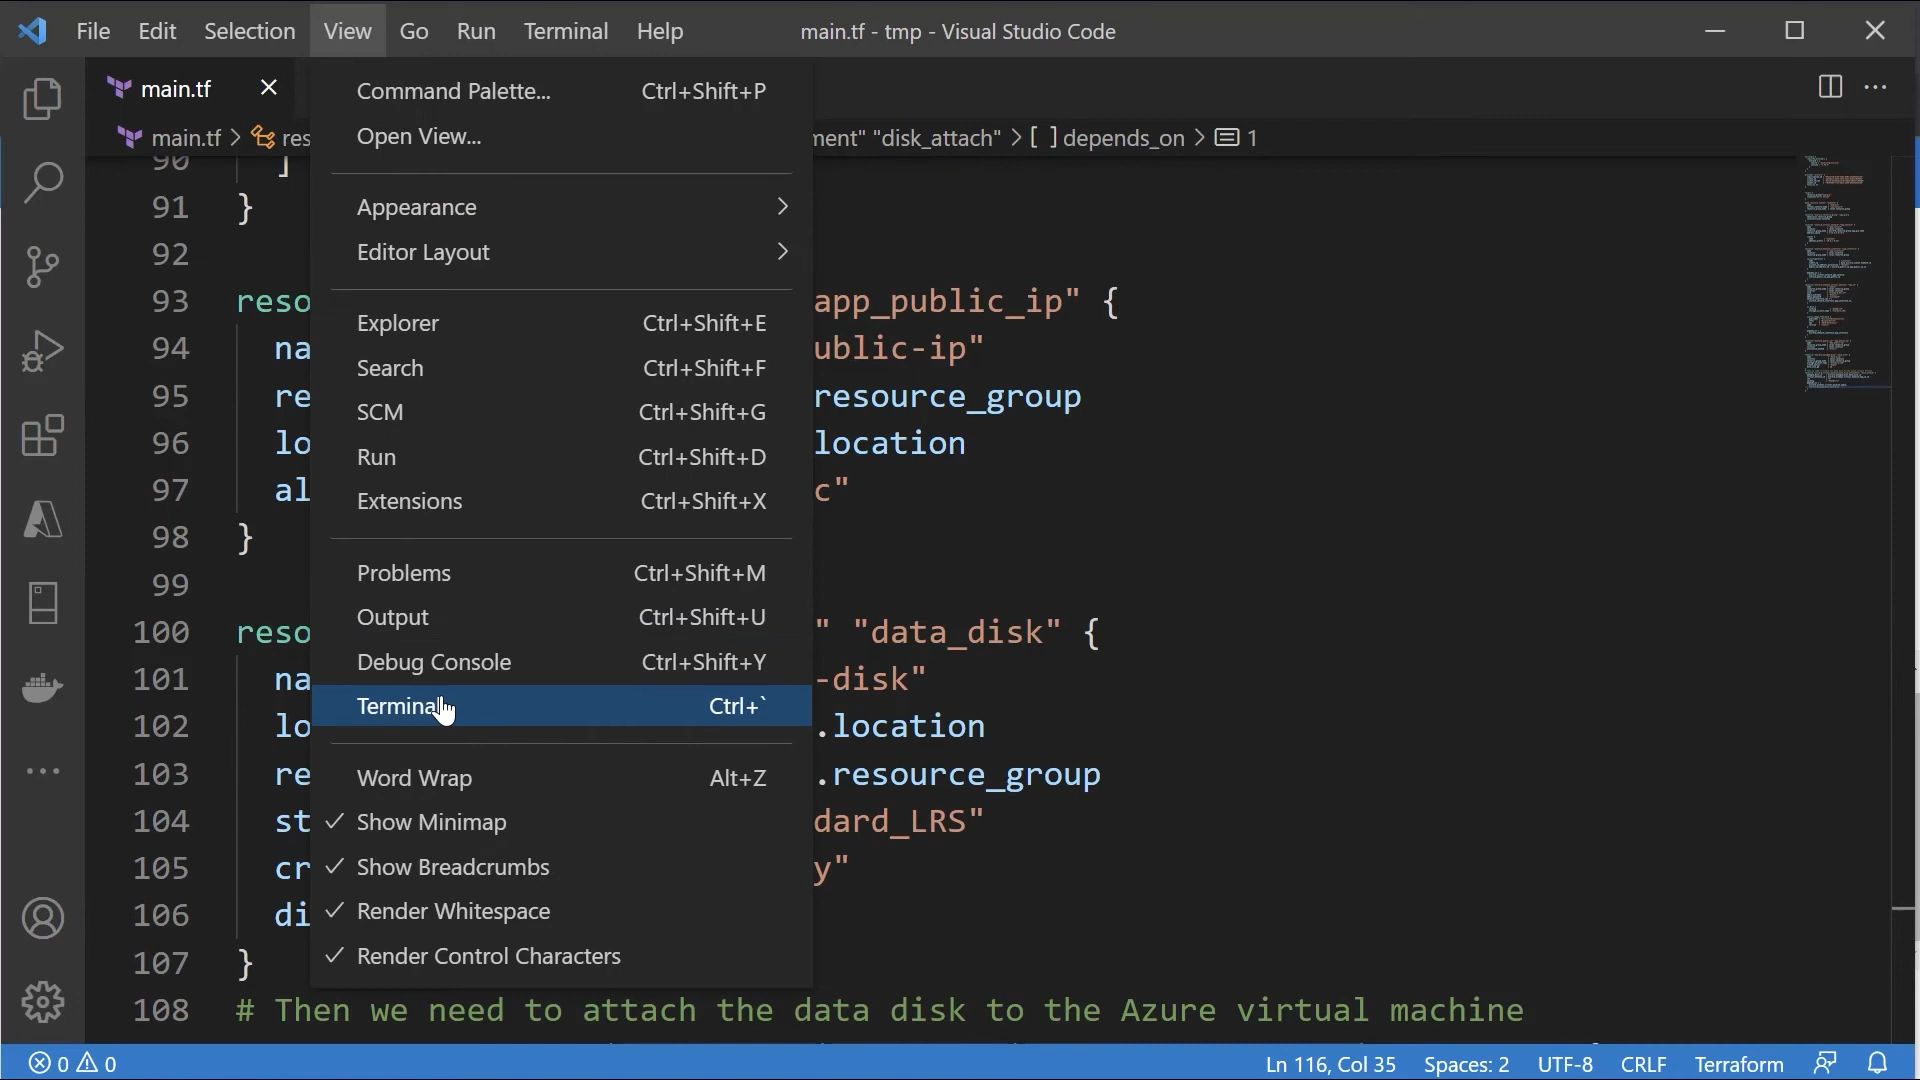 File Edit Selection View Go Run Terminal Help main.tf - tmp - Visual Studio Code
main.tf
main.tf > res
"disk_attach" > [ ] depends_on > 1
Command Palette... Ctrl+Shift+P
Open View...
Appearance
Editor Layout
Explorer Ctrl+Shift+E
Search Ctrl+Shift+F
SCM Ctrl+Shift+G
Run Ctrl+Shift+D
Extensions Ctrl+Shift+X
Problems Ctrl+Shift+M
Output Ctrl+Shift+U
Debug Console Ctrl+Shift+Y
Terminal Ctrl+`
Word Wrap Alt+Z
✓ Show Minimap
✓ Show Breadcrumbs
✓ Render Whitespace
✓ Render Control Characters
90 ]
91 }
92
93 reso app_public_ip" {
94 na ublic-ip"
95 re resource_group
96 lo location
97 al c"
98 }
99
100 reso " "data_disk" {
101 na -disk"
102 lo .location
103 re .resource_group
104 st dard_LRS"
105 cr y"
106 di
107 }
108 # Then we need to attach the data disk to the Azure virtual machine
0 0 Ln 116, Col 35 Spaces: 2 UTF-8 CRLF Terraform